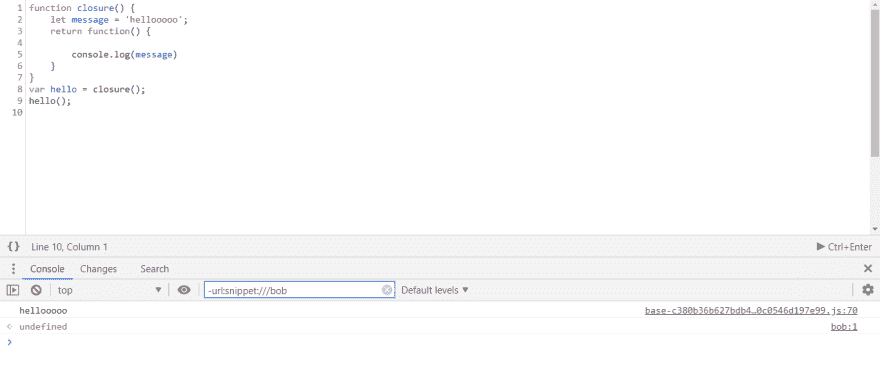 1 function closure() {
2 let message = 'hellooooo';
3 return function() {
4
5 console.log(message)
6 }
7 }
8 var hello = closure();
9 hello();
10
{} Line 10, Column 1 Ctrl+Enter
Console Changes Search
top -url:snippet:///bob Default levels
hellooooo base-c380b36b627bdb4…0c0546d197e99.js:70
undefined bob:1